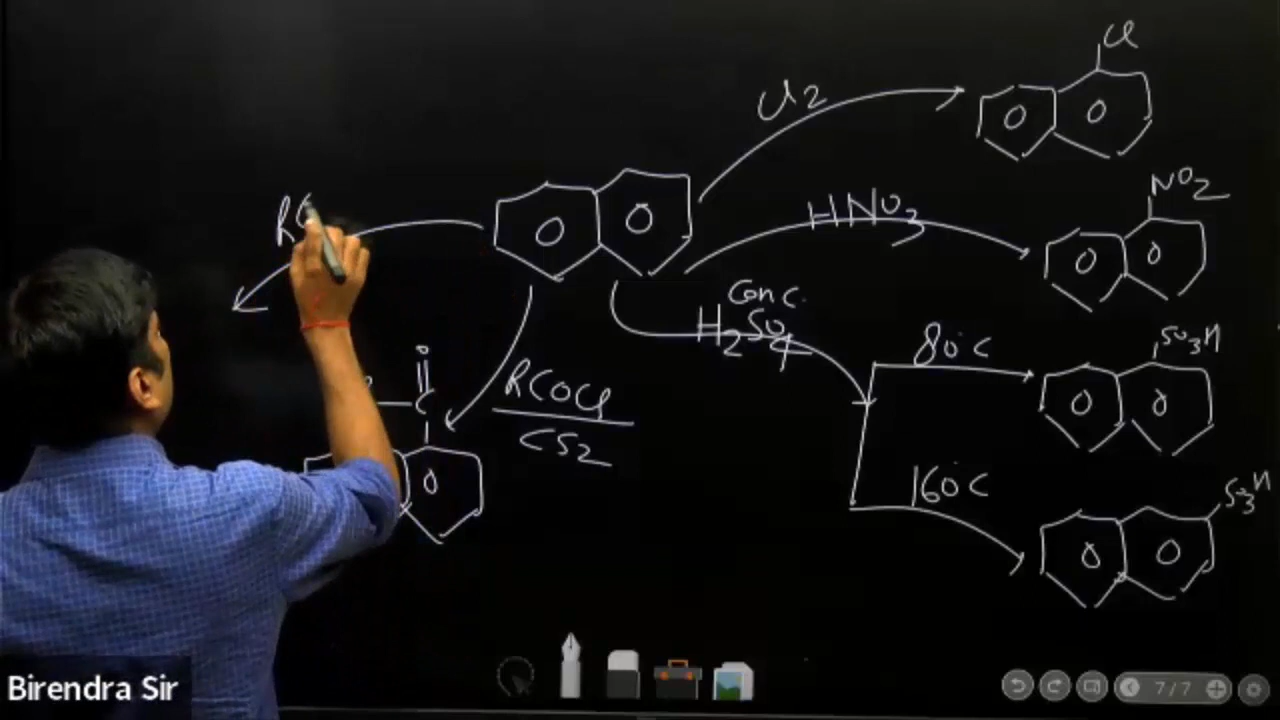 Cl
Cl2
NO2
HNO3
RC
Conc.
H2SO4
80°C
SO3H
O
C
RCOCl
CS2
160°C
SO3H
Birendra Sir
7/7